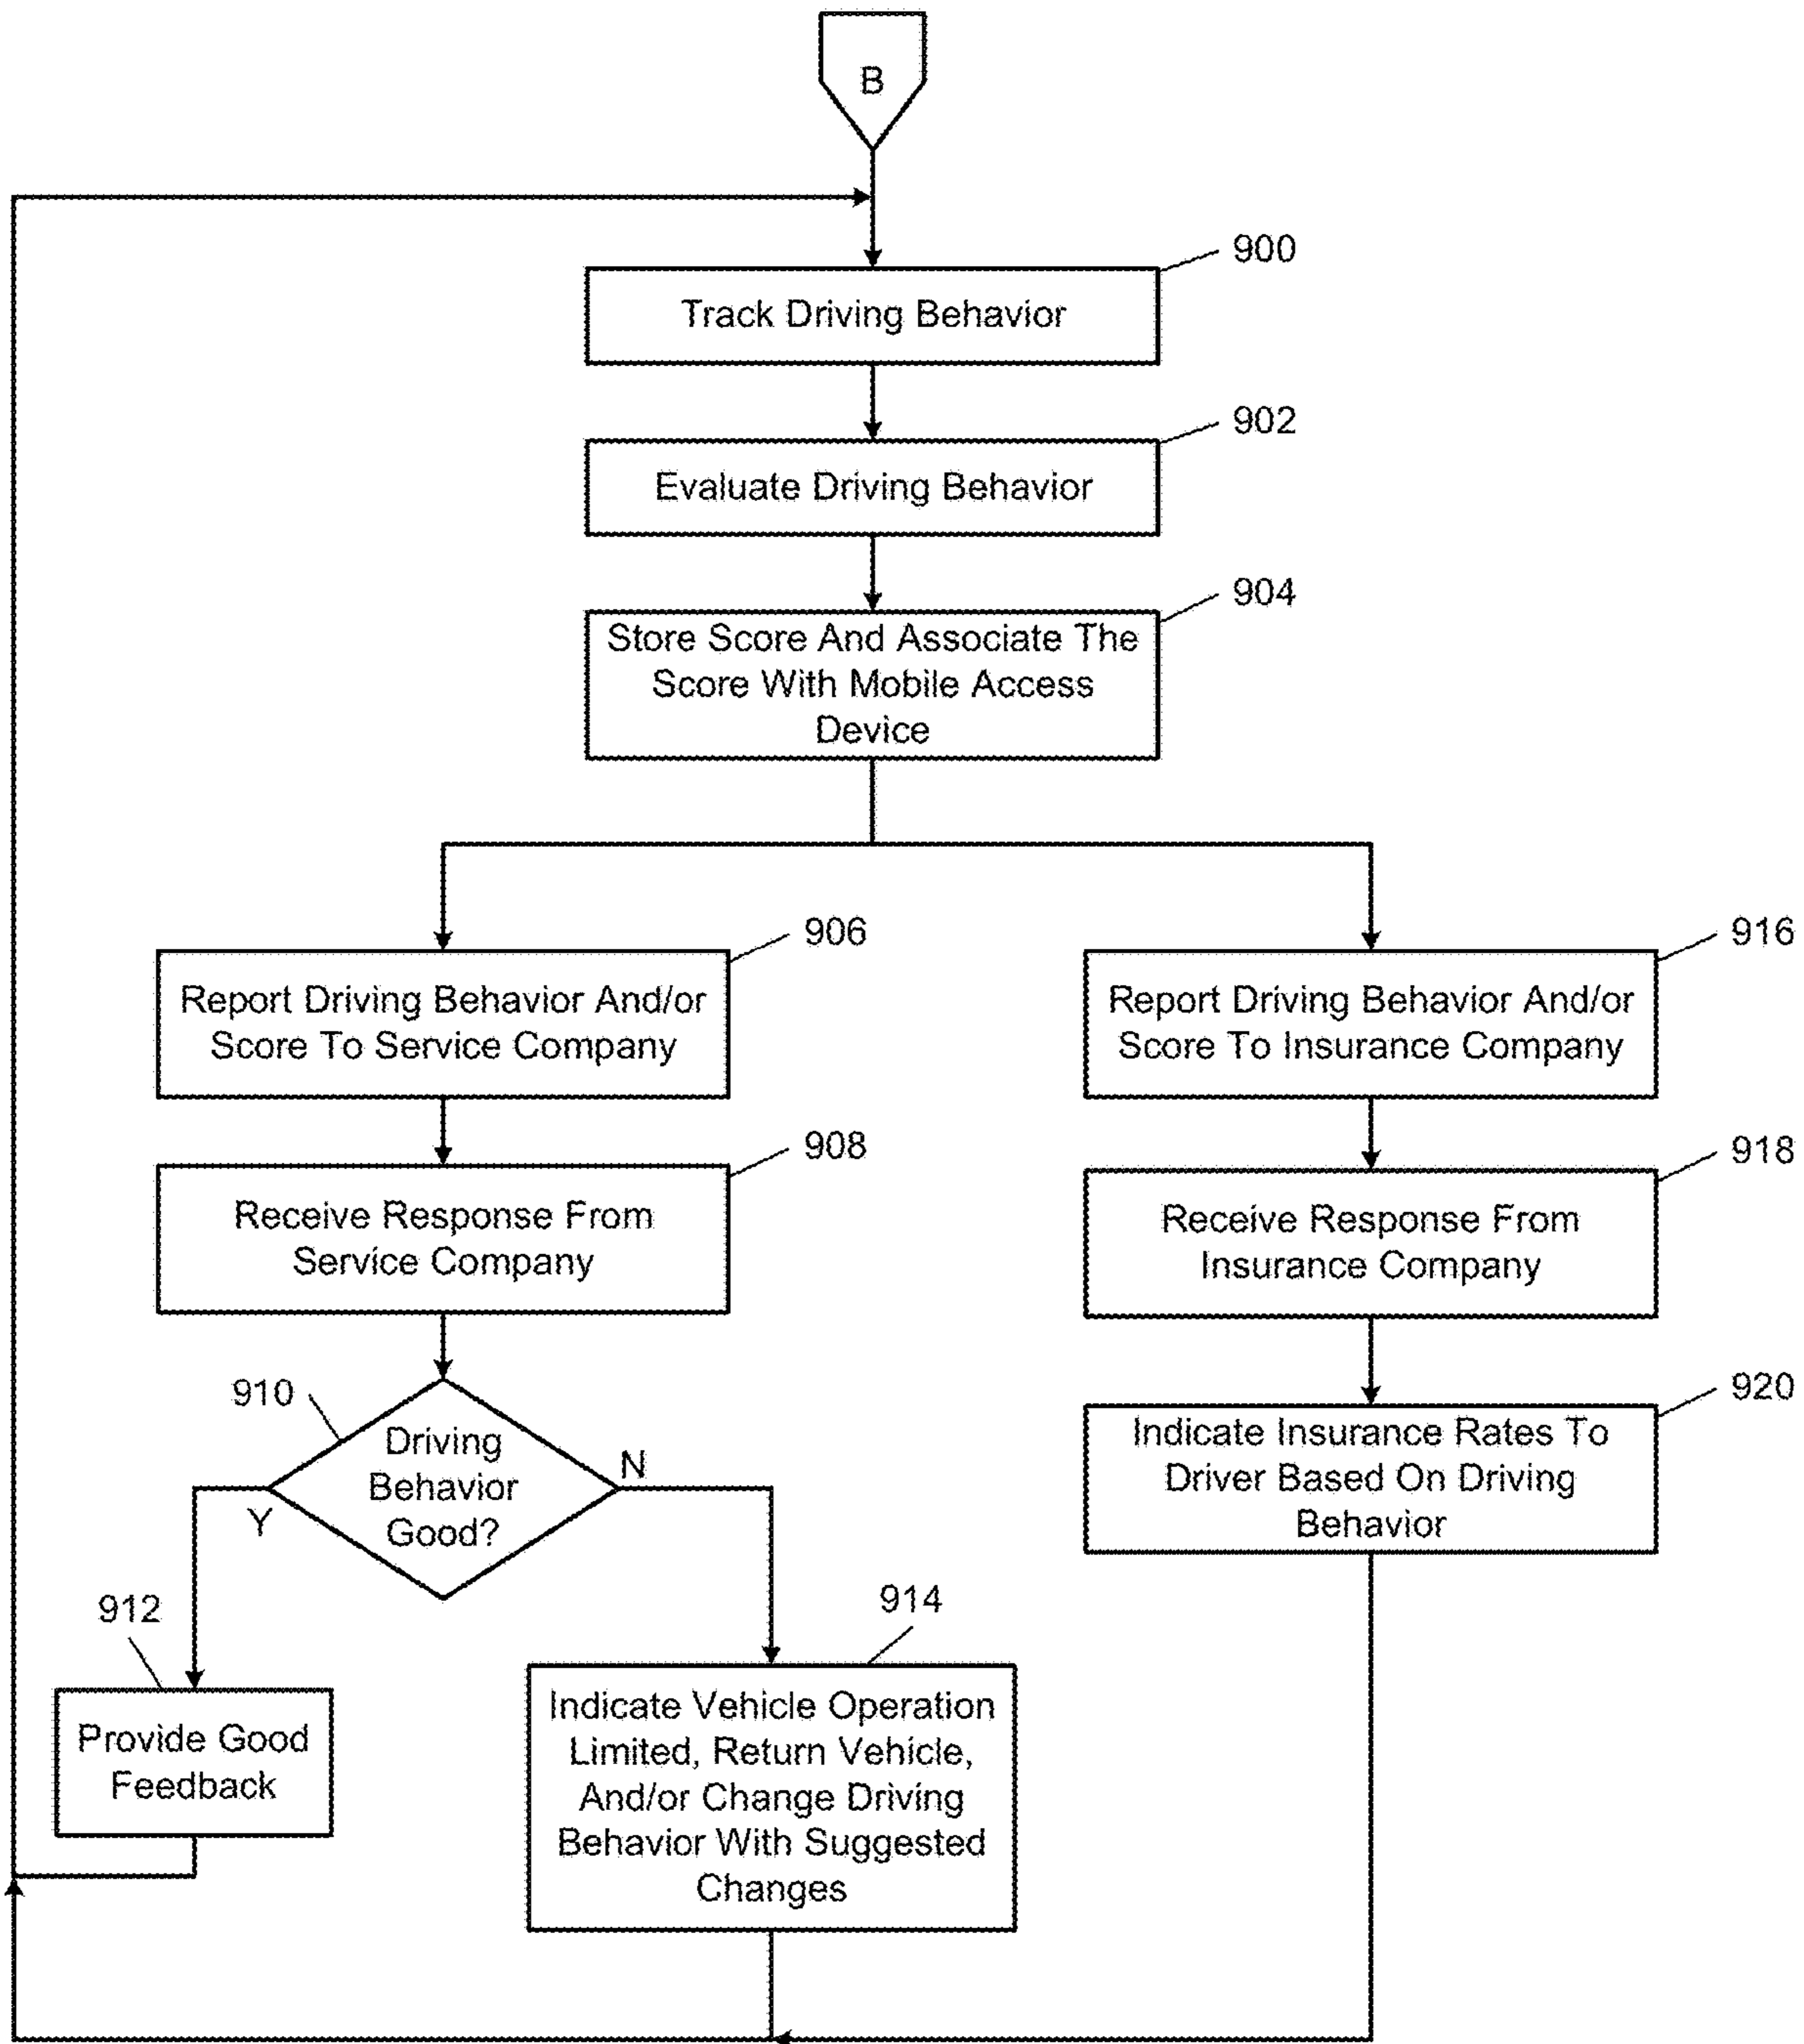 B
900
Track Driving Behavior
902
Evaluate Driving Behavior
904
Store Score And Associate The
Score With Mobile Access
Device
906
Report Driving Behavior And/or
Score To Service Company
908
Receive Response From
Service Company
910
Driving
Behavior
Good?
Y
N
912
Provide Good
Feedback
914
Indicate Vehicle Operation
Limited, Return Vehicle,
And/or Change Driving
Behavior With Suggested
Changes
916
Report Driving Behavior And/or
Score To Insurance Company
918
Receive Response From
Insurance Company
920
Indicate Insurance Rates To
Driver Based On Driving
Behavior